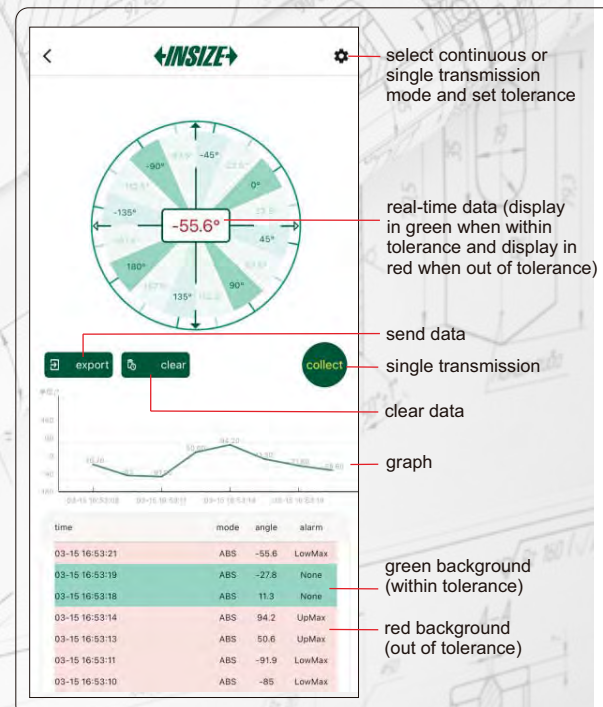 INSIZE
select continuous or
single transmission
mode and set tolerance
-45°
-90°
0°
-135°
-55.6°
45°
180°
90°
135°
real-time data (display
in green when within
tolerance and display in
red when out of tolerance)
send data
export
clear
collect
single transmission
clear data
graph
time mode angle alarm
03-15 16:53:21 ABS -55.6 LowMax
03-15 16:53:19 ABS -27.8 None
03-15 16:53:18 ABS 11.3 None
03-15 16:53:14 ABS 94.2 UpMax
03-15 16:53:13 ABS 50.6 UpMax
03-15 16:53:11 ABS -91.9 LowMax
03-15 16:53:10 ABS -85 LowMax
green background
(within tolerance)
red background
(out of tolerance)